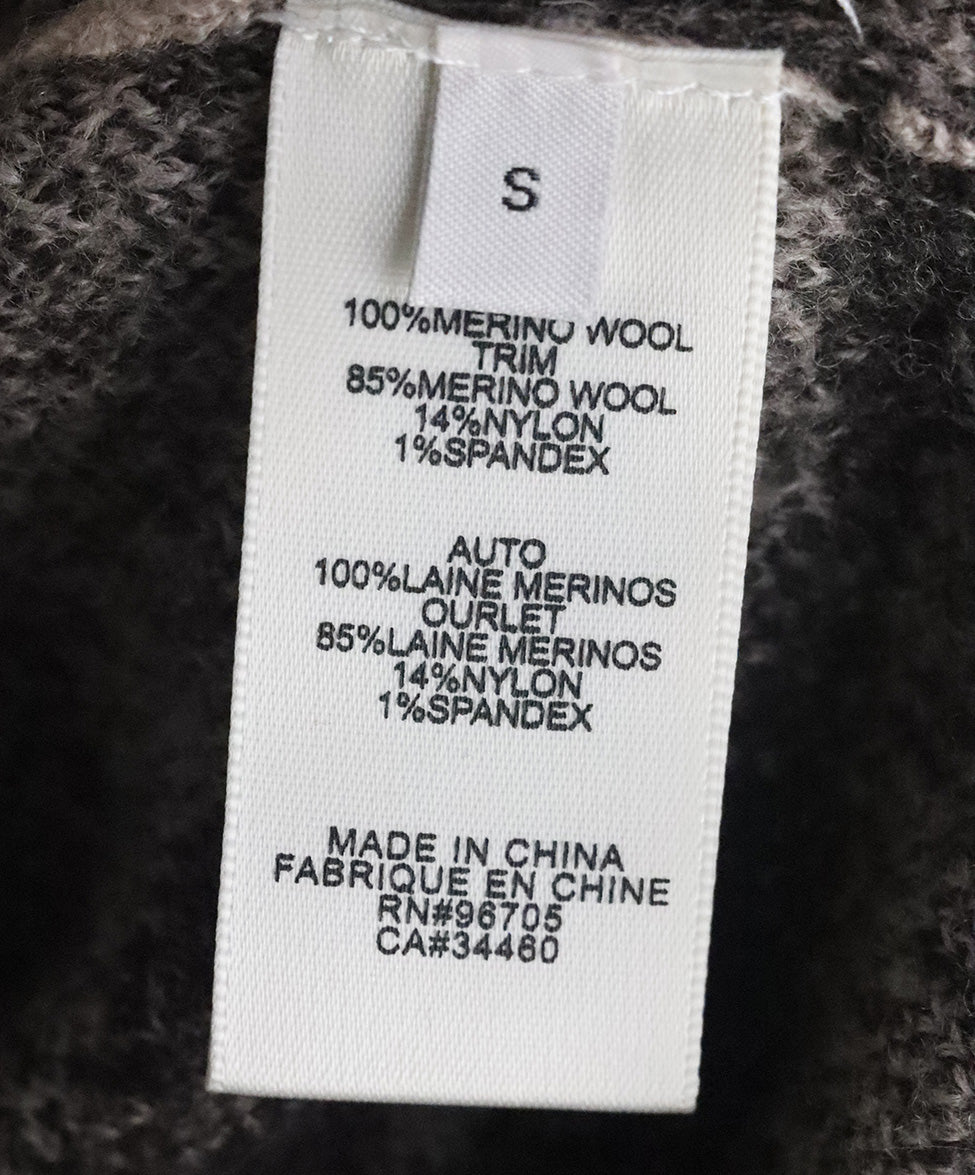 S
100%MERINO WOOL
TRIM
85%MERINO WOOL
14%NYLON
1%SPANDEX
AUTO
100%LAINE MERINOS
OURLET
85%LAINE MERINOS
14%NYLON
1%SPANDEX
MADE IN CHINA
FABRIQUE EN CHINE
RN#96705
CA#34460